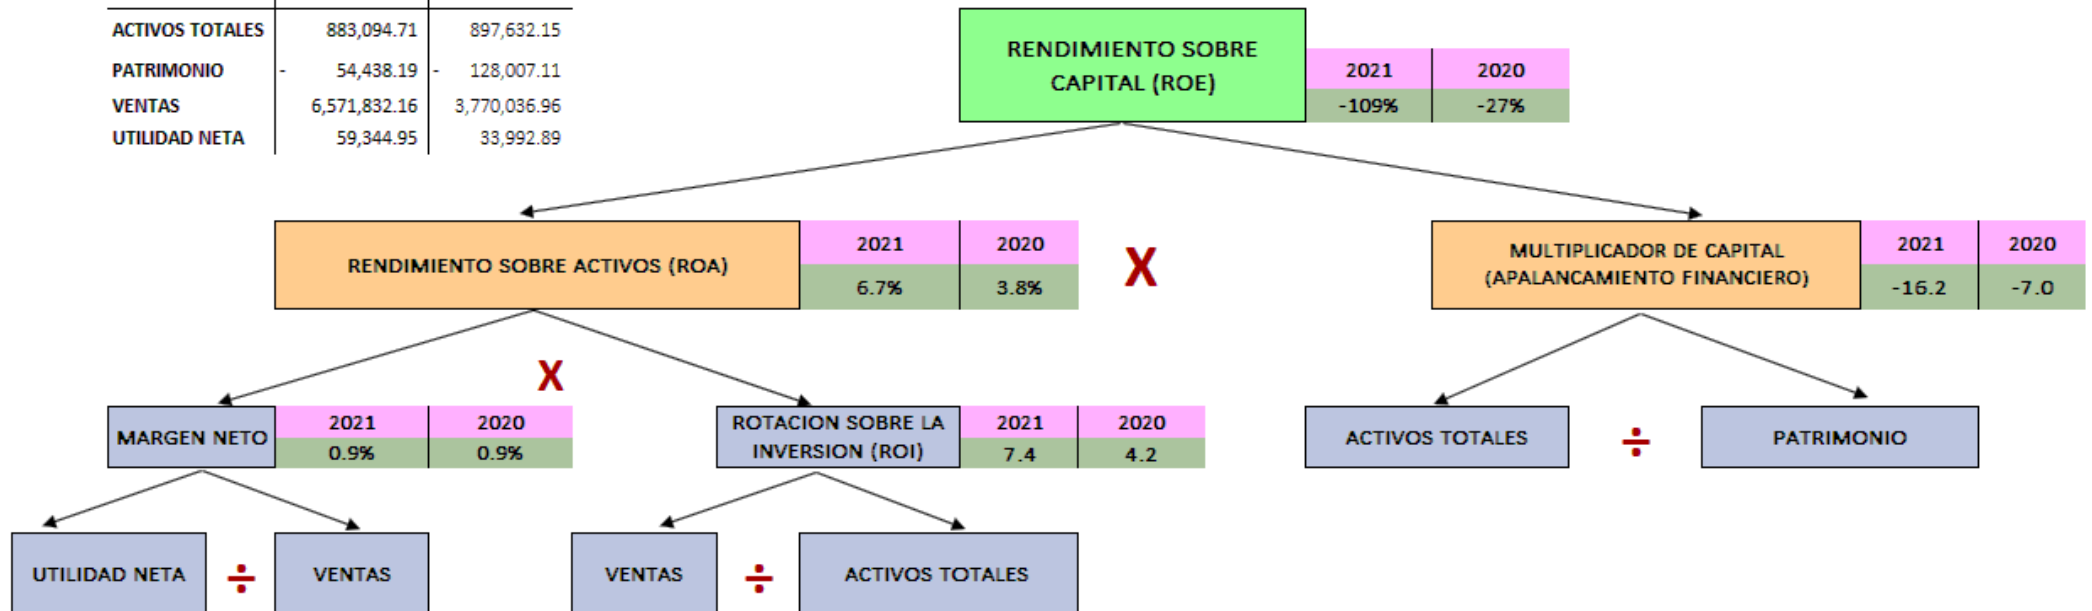 ACTIVOS TOTALES 883,094.71 897,632.15
PATRIMONIO - 54,438.19 - 128,007.11
VENTAS 6,571,832.16 3,770,036.96
UTILIDAD NETA 59,344.95 33,992.89
RENDIMIENTO SOBRE
CAPITAL (ROE)
2021 2020
-109% -27%
RENDIMIENTO SOBRE ACTIVOS (ROA)
2021 2020
6.7% 3.8%
X
MULTIPLICADOR DE CAPITAL
(APALANCAMIENTO FINANCIERO)
2021 2020
-16.2 -7.0
X
MARGEN NETO
2021 2020
0.9% 0.9%
ROTACION SOBRE LA
INVERSION (ROI)
2021 2020
7.4 4.2
ACTIVOS TOTALES ÷ PATRIMONIO
UTILIDAD NETA ÷ VENTAS
VENTAS ÷ ACTIVOS TOTALES